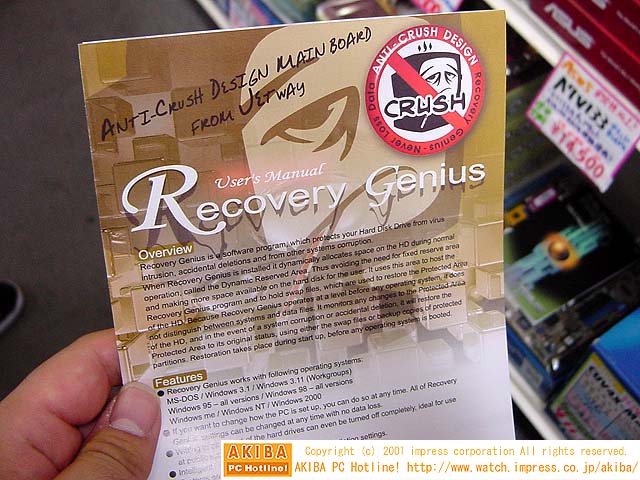 ANTI-CRUSH DESIGN MAIN BOARD
FROM JETWAY
ANTI-CRUSH DESIGN
CRUSH
Recovery Genius - Never Loss Data
User's Manual
Recovery Genius
Overview
Recovery Genius is a software program, which protects your Hard Disk Drive from virus
intrusion, accidental deletions and from other systems corruption.
When Recovery Genius is installed it dynamically allocates space on the HD during normal
operation, called the Dynamic Reserved Area. Thus avoiding the need for fixed reserve area
and making more space available on the hard disk for the user. It uses this area to host the
Recovery Genius program and to hold swap files, which are used to restore the Protected Area
of the HD. Because Recovery Genius operates at a level before any operating system, it does
not distinguish between systems and data files. It monitors any changes to the Protected Area
of the HD, and in the event of a system corruption or accidental deletion. It will restore the
Protected Area to its original status, using either the swap files or backup copies of protected
partitions. Restoration takes place during start up, before any operating system is booted.
Features
Recovery Genius works with following operating systems:
MS-DOS / Windows 3.1 / Windows 3.11 (Workgroups)
Windows 95 – all versions / Windows 98 – all versions
Windows me / Windows NT / Windows 2000
If you want to change how the PC is set up, you can do so at any time. All of Recovery
Genius settings can be changed at any time with no data loss.
of the hard drives can even be turned off completely, ideal for use
settings.
Intelligent
ASUS
A7V133
¥14,500
AKIBA
PC Hotline!
Copyright (c) 2001 impress corporation All rights reserved.
AKIBA PC Hotline! http://www.watch.impress.co.jp/akiba/